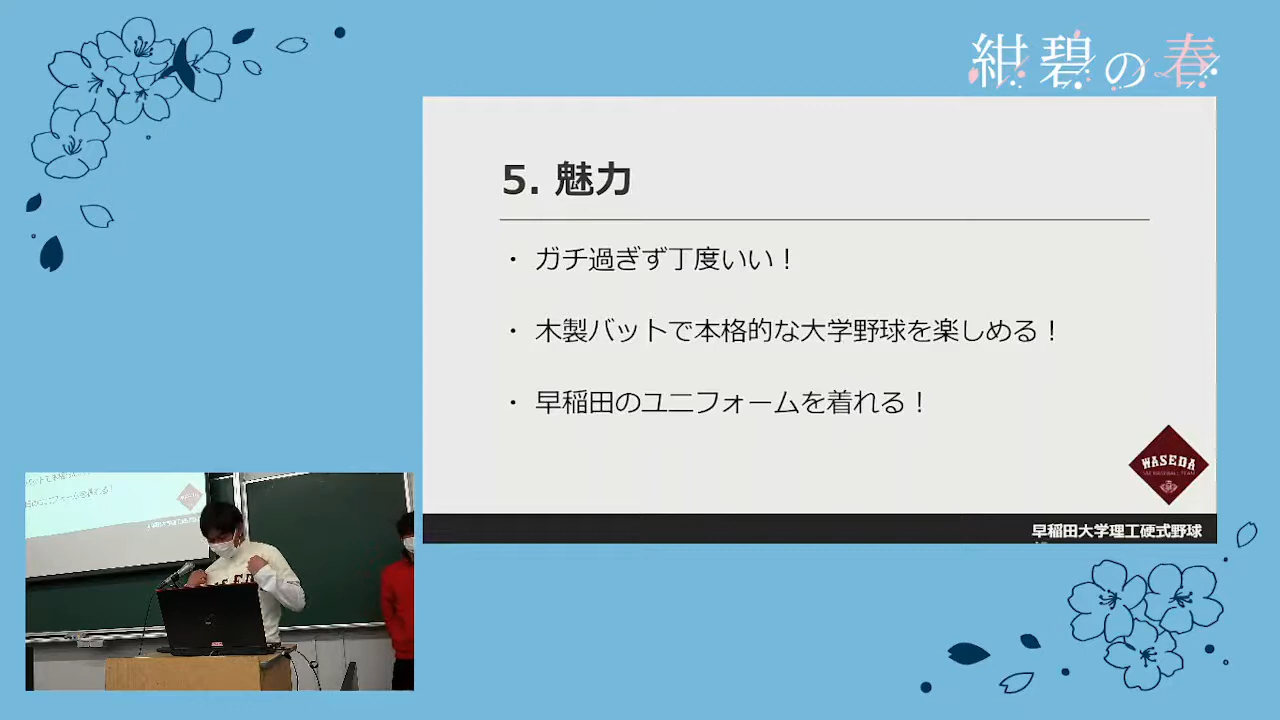 紺碧の春
5. 魅力
・ ガチ過ぎず丁度いい！
・ 木製バットで本格的な大学野球を楽しめる！
・ 早稲田のユニフォームを着れる！
WASEDA
早稲田大学理工硬式野球